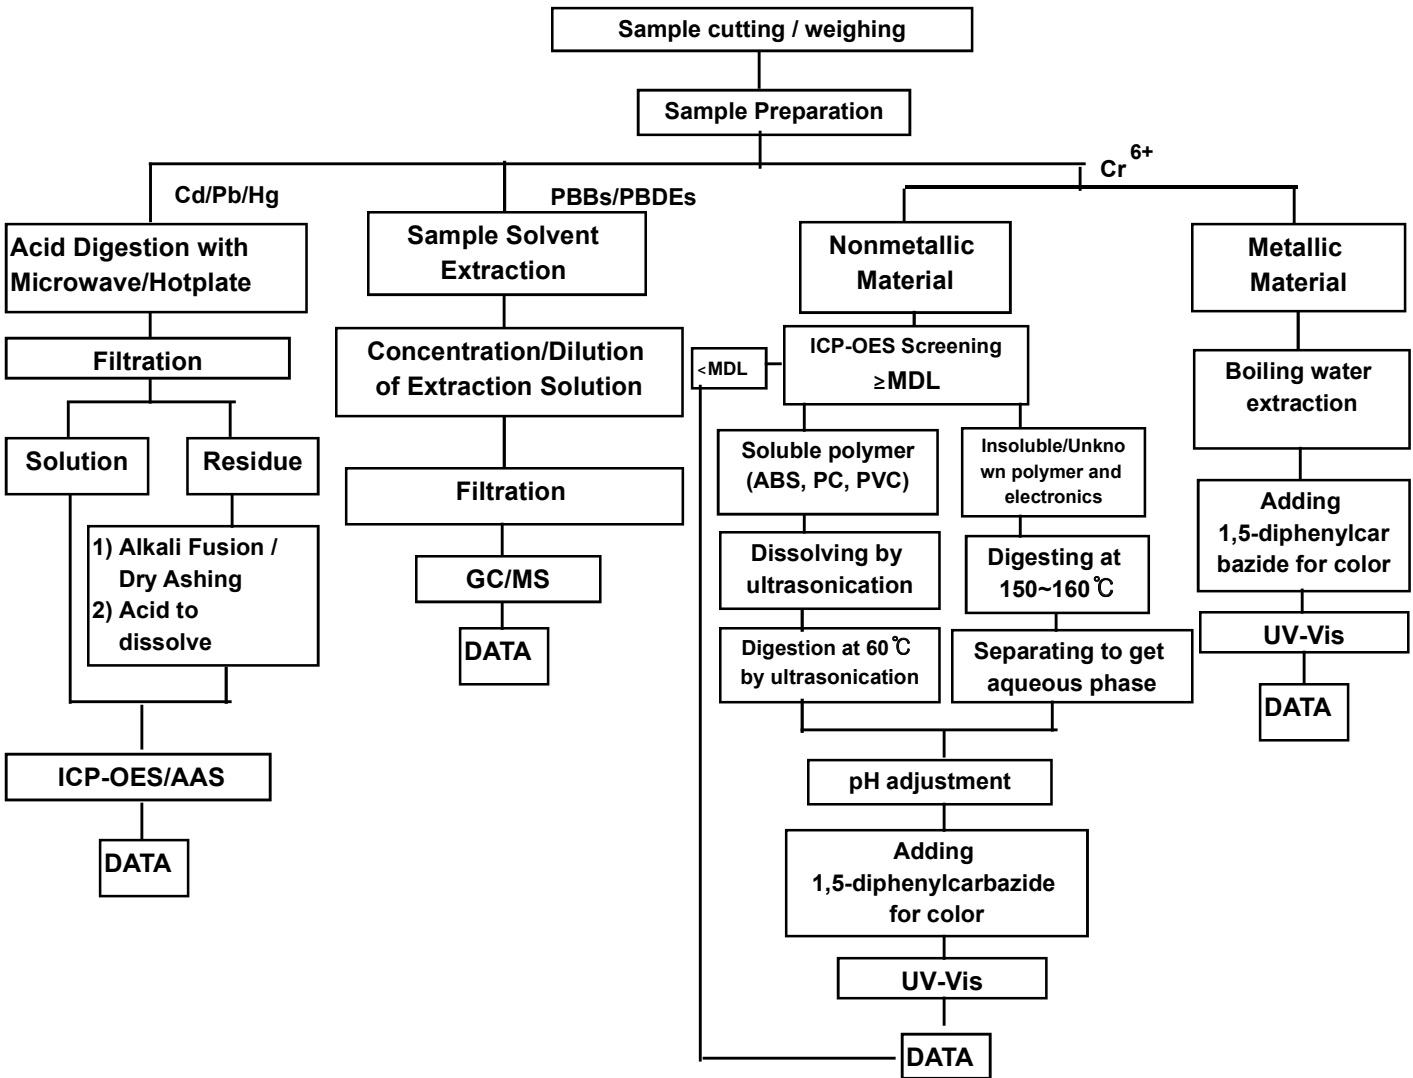 Sample cutting / weighing
Sample Preparation
Cd/Pb/Hg
PBBs/PBDEs
Cr 6+
Acid Digestion with
Microwave/Hotplate
Filtration
Solution
Residue
1) Alkali Fusion /
Dry Ashing
2) Acid to
dissolve
ICP-OES/AAS
DATA
Sample Solvent
Extraction
Concentration/Dilution
of Extraction Solution
Filtration
GC/MS
DATA
Nonmetallic
Material
ICP-OES Screening
≥MDL
<MDL
Soluble polymer
(ABS, PC, PVC)
Dissolving by
ultrasonication
Digestion at 60℃
by ultrasonication
Insoluble/Unkno
wn polymer and
electronics
Digesting at
150~160℃
Separating to get
aqueous phase
pH adjustment
Adding
1,5-diphenylcarbazide
for color
UV-Vis
DATA
Metallic
Material
Boiling water
extraction
Adding
1,5-diphenylcar
bazide for color
UV-Vis
DATA